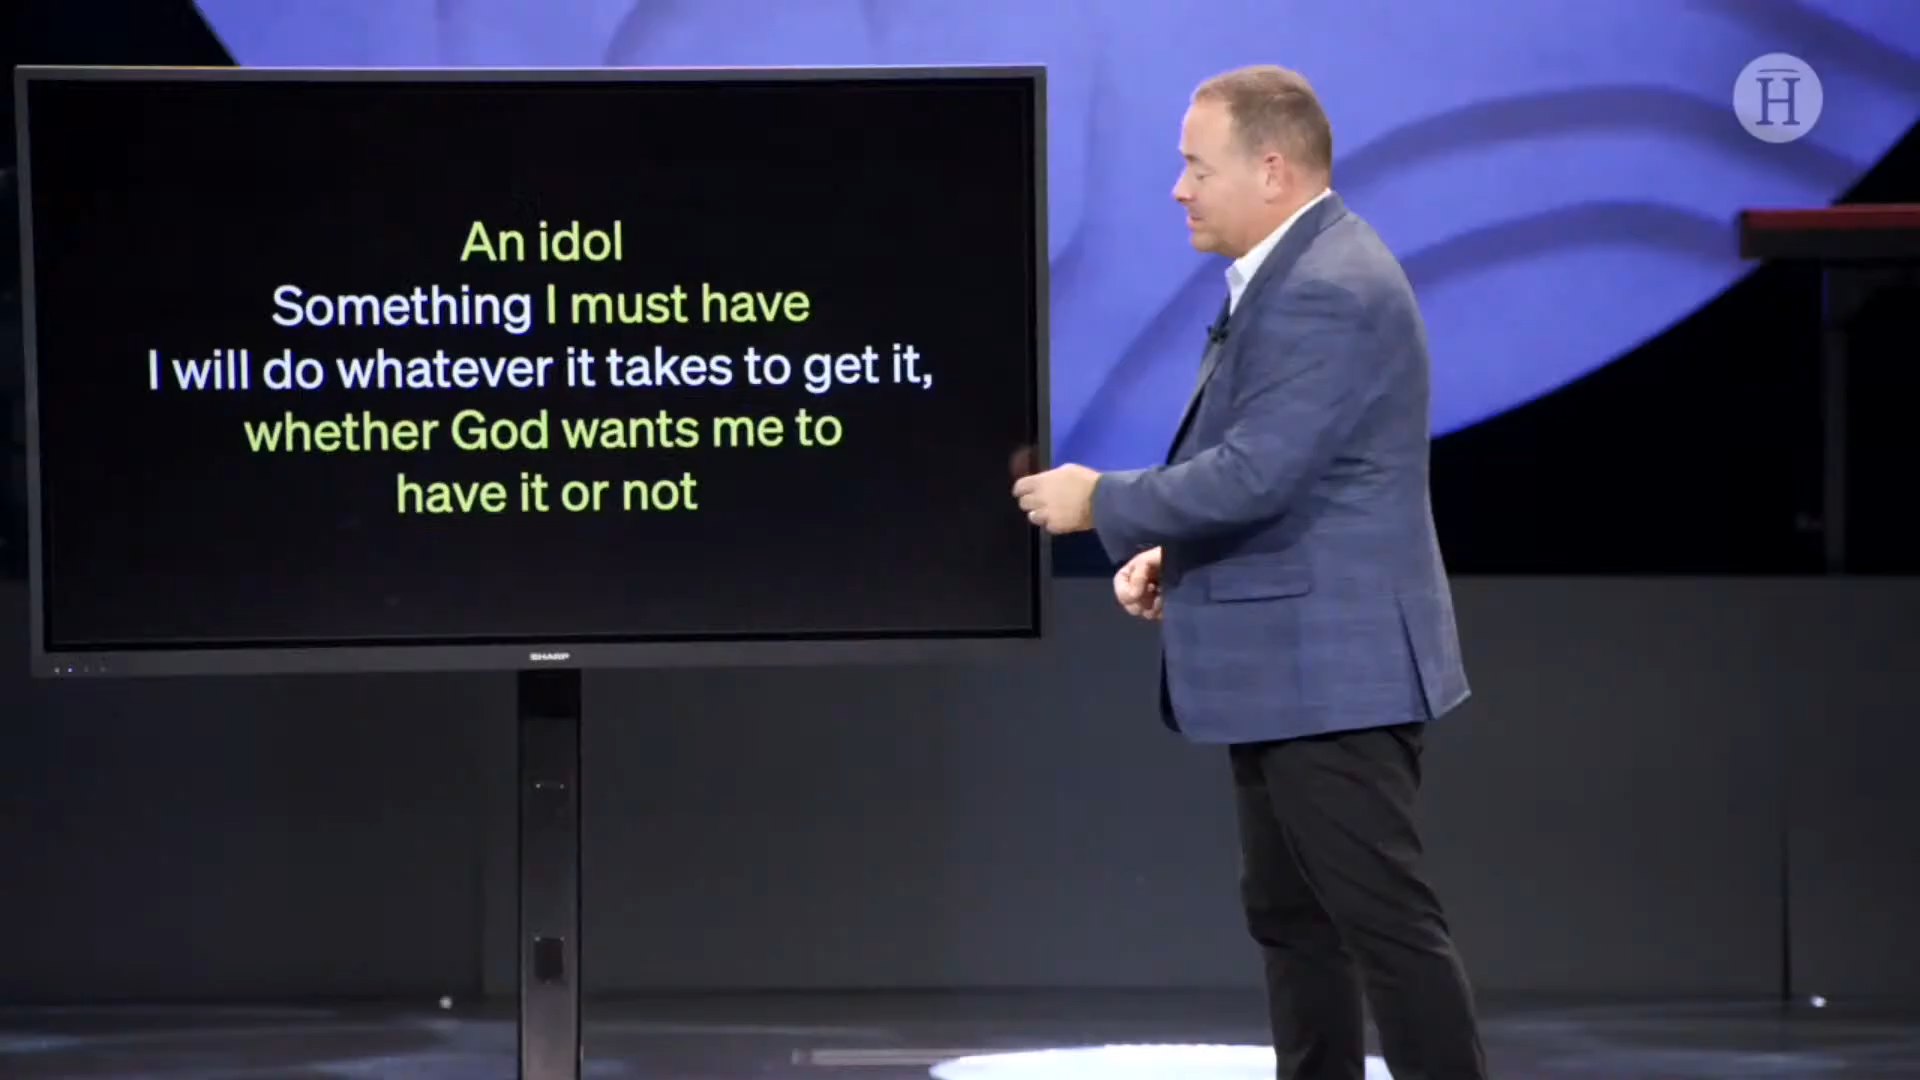 An idol
Something I must have
I will do whatever it takes to get it,
whether God wants me to
have it or not
SHARP
H